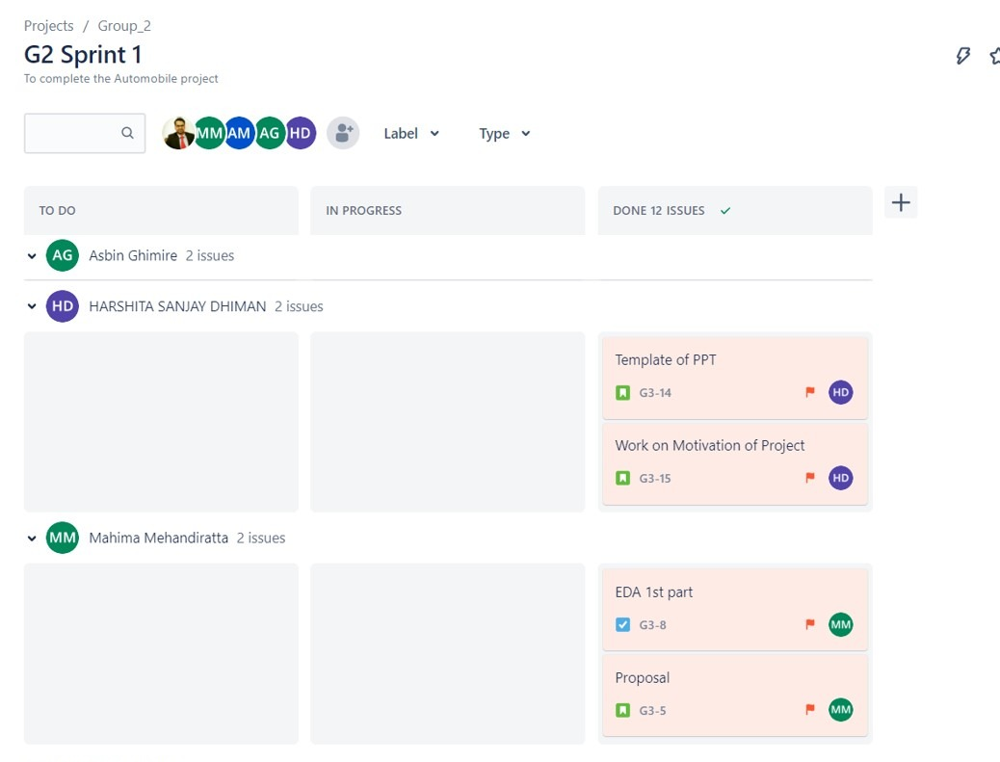 Projects / Group_2
G2 Sprint 1
To complete the Automobile project
MM AM AG HD Label Type
TO DO IN PROGRESS DONE 12 ISSUES
AG Asbin Ghimire 2 issues
HD HARSHITA SANJAY DHIMAN 2 issues
Template of PPT
G3-14 HD
Work on Motivation of Project
G3-15 HD
MM Mahima Mehandiratta 2 issues
EDA 1st part
G3-8 MM
Proposal
G3-5 MM